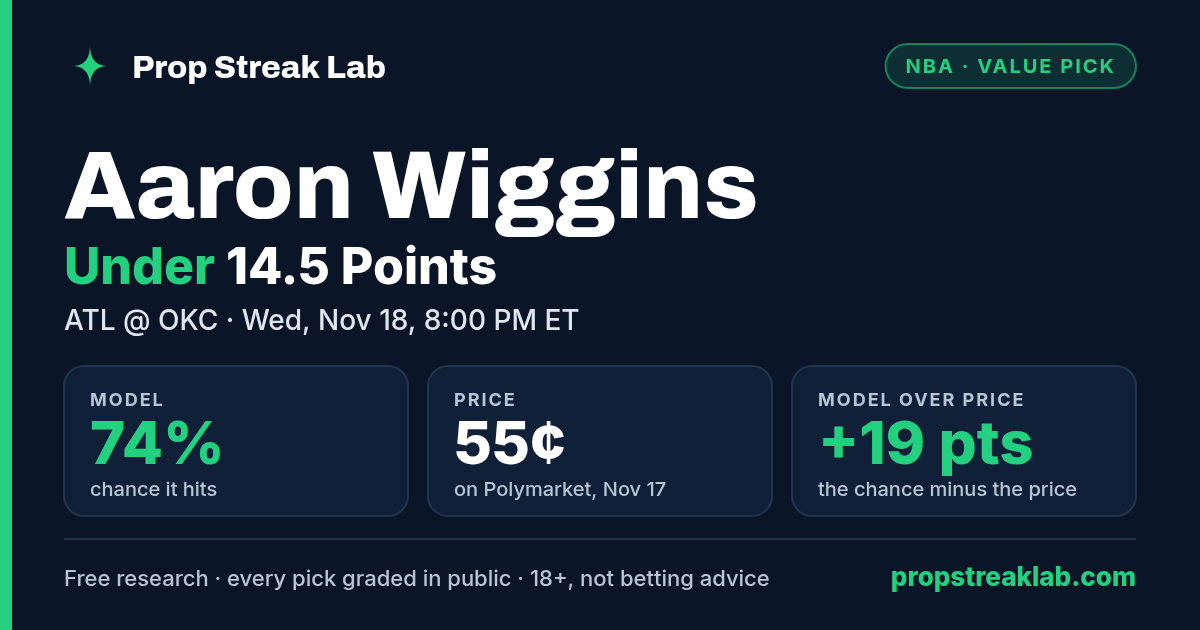 Prop Streak Lab
NBA · VALUE PICK
Aaron Wiggins
Under 14.5 Points
ATL @ OKC · Wed, Nov 18, 8:00 PM ET
MODEL
74%
chance it hits
PRICE
55¢
on Polymarket, Nov 17
MODEL OVER PRICE
+19 pts
the chance minus the price
Free research · every pick graded in public · 18+, not betting advice
propstreaklab.com